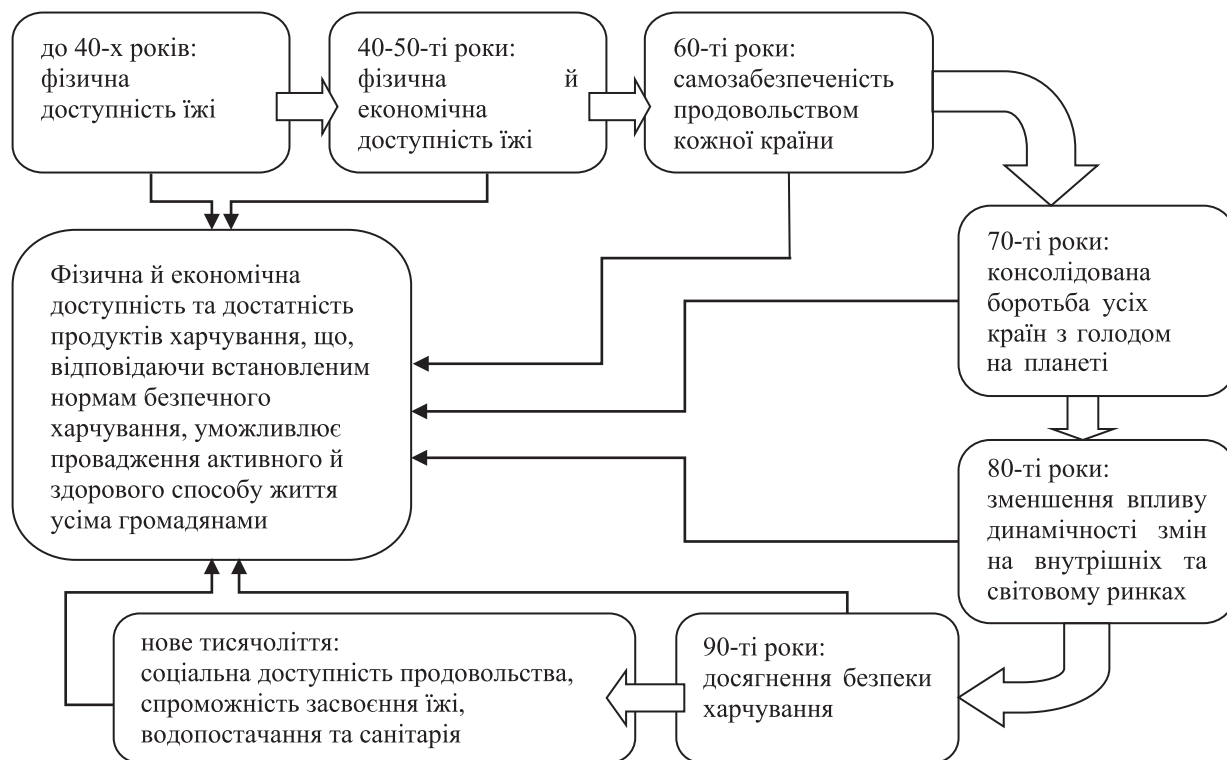 до 40-х років:
фізична
доступність їжі
40-50-ті роки:
фізична й
економічна
доступність їжі
60-ті роки:
самозабезпеченість
продовольством
кожної країни
70-ті роки:
консолідована
боротьба усіх
країн з голодом
на планеті
Фізична й економічна
доступність та достатність
продуктів харчування, що,
відповідаючи встановленим
нормам безпечного
харчування, уможливлює
провадження активного й
здорового способу життя
усіма громадянами
80-ті роки:
зменшення впливу
динамічності змін
на внутрішніх та
світовому ринках
нове тисячоліття:
соціальна доступність продовольства,
спроможність засвоєння їжі,
водопостачання та санітарія
90-ті роки:
досягнення безпеки
харчування